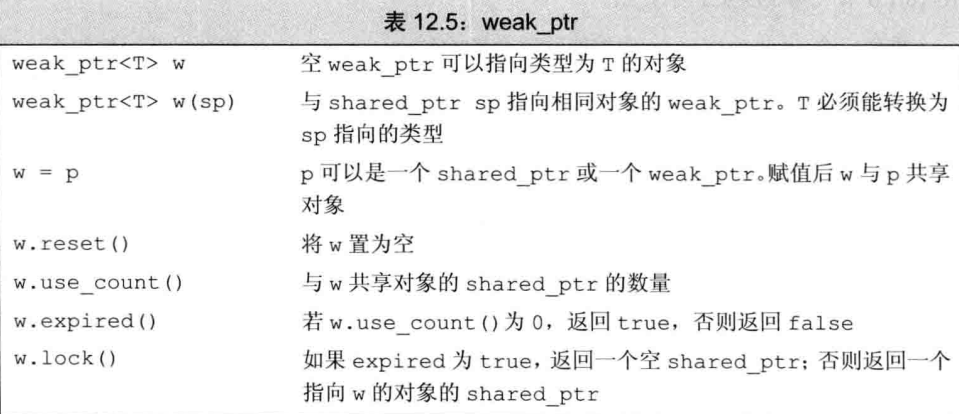 表 12.5：weak_ptr
weak_ptr<T> w 空 weak_ptr 可以指向类型为 T 的对象
weak_ptr<T> w(sp) 与 shared_ptr sp 指向相同对象的 weak_ptr。T 必须能转换为
sp 指向的类型
w = p p 可以是一个 shared_ptr 或一个 weak_ptr。赋值后 w 与 p 共享
对象
w.reset() 将 w 置为空
w.use_count() 与 w 共享对象的 shared_ptr 的数量
w.expired() 若 w.use_count()为 0，返回 true，否则返回 false
w.lock() 如果 expired 为 true，返回一个空 shared_ptr；否则返回一个
指向 w 的对象的 shared_ptr